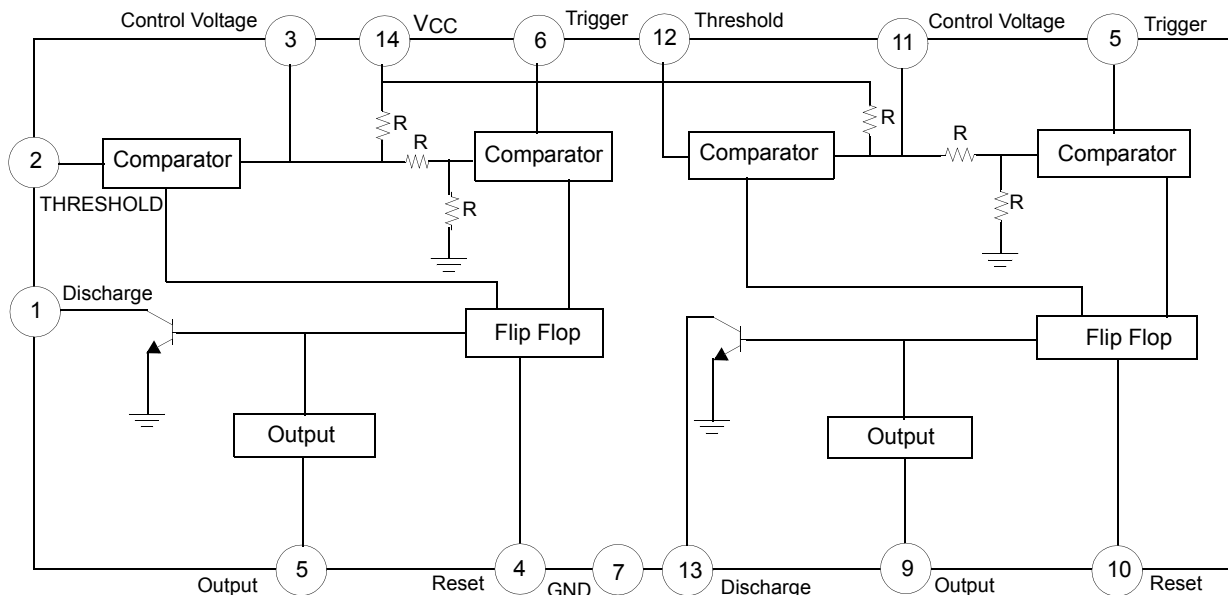 Control Voltage
3
14
VCC
6
Trigger
12
Threshold
11
Control Voltage
5
Trigger
R
R
R
R
2
Comparator
Comparator
Comparator
Comparator
THRESHOLD
R
R
1
Discharge
Flip Flop
Flip Flop
Output
Output
Output
5
Reset
4
GND
7
13
Discharge
9
Output
10
Reset